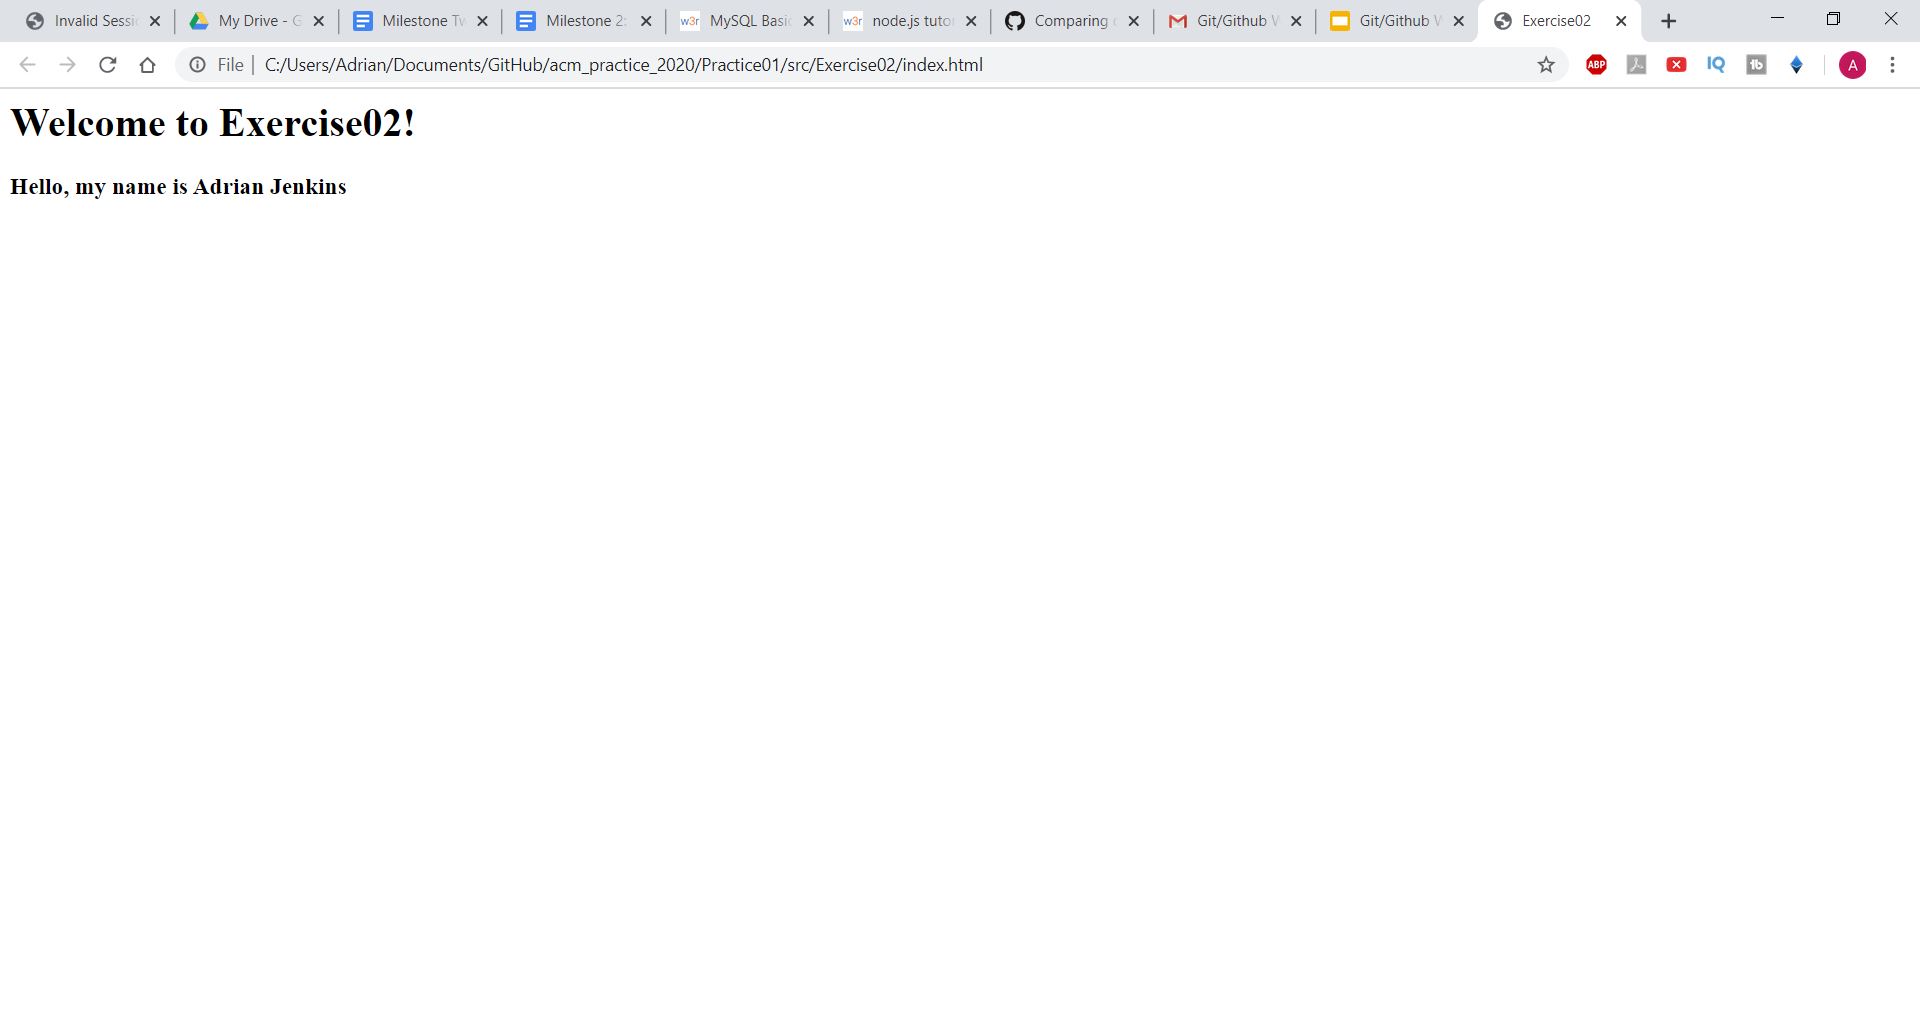 Invalid Sessi
My Drive - G
Milestone Tw
Milestone 2:
w3r
MySQL Basic
w3r
node.js tutor
Comparing c
Git/Github W
Git/Github W
Exercise02
File
C:/Users/Adrian/Documents/GitHub/acm_practice_2020/Practice01/src/Exercise02/index.html
ABP
IQ
tb
A
Welcome to Exercise02!
Hello, my name is Adrian Jenkins